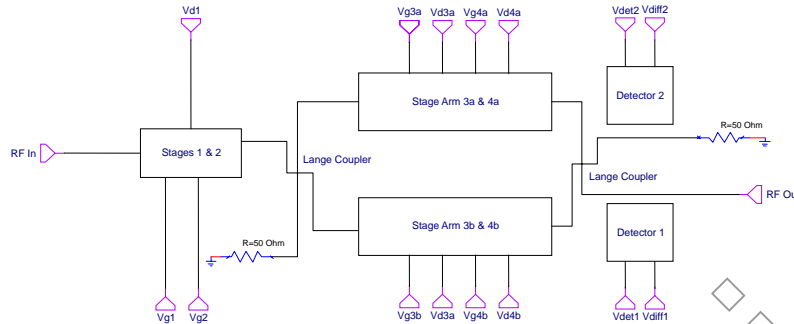 Vd1
Vg3a Vd3a Vg4a Vd4a
Vdet2 Vdiff2
Stage Arm 3a & 4a
Detector 2
R=50 Ohm
RF In
Stages 1 & 2
Lange Coupler
Lange Coupler
RF Ou
Stage Arm 3b & 4b
Detector 1
R=50 Ohm
Vg1 Vg2
Vg3b Vd3a Vg4b Vd4b
Vdet1 Vdiff1